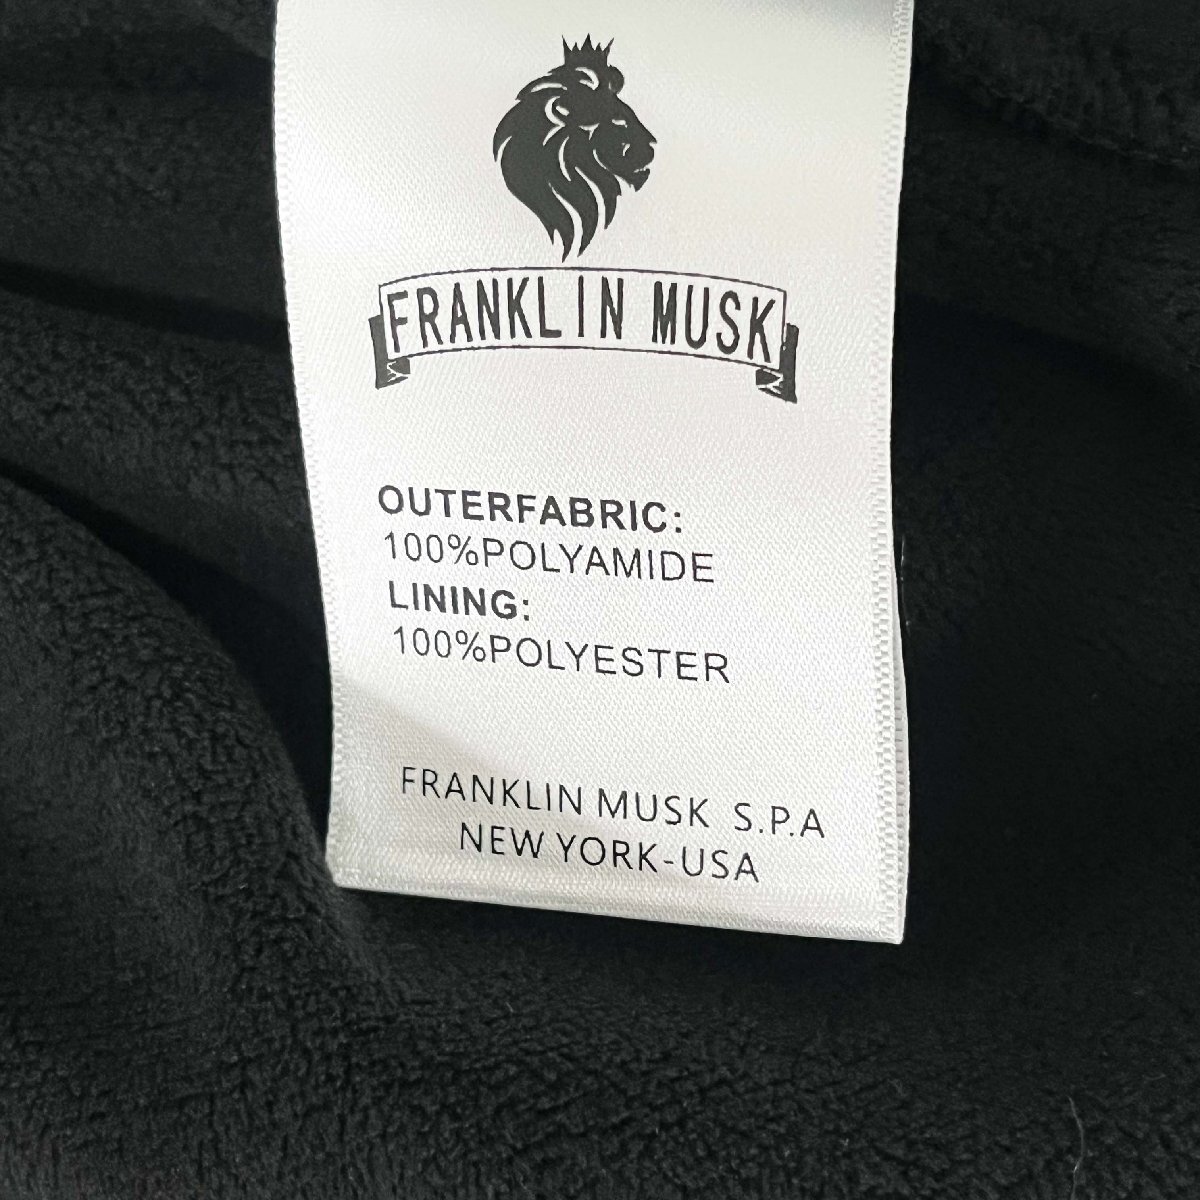 FRANKLIN MUSK
OUTERFABRIC:
100%POLYAMIDE
LINING:
100%POLYESTER
FRANKLIN MUSK S.P.A
NEW YORK-USA